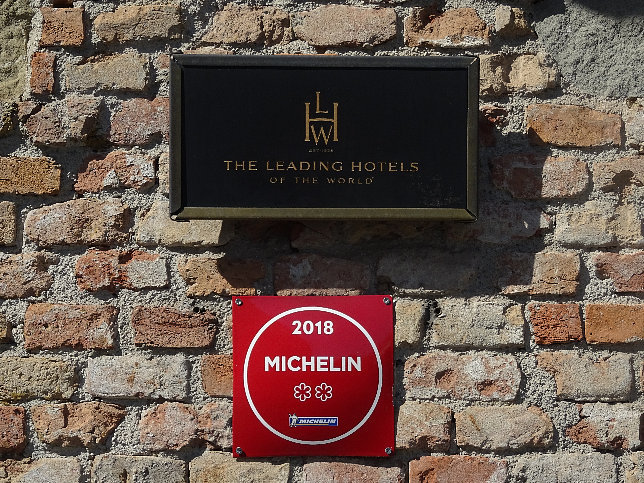 LHW
THE LEADING HOTELS
OF THE WORLD
2018
MICHELIN
MICHELIN